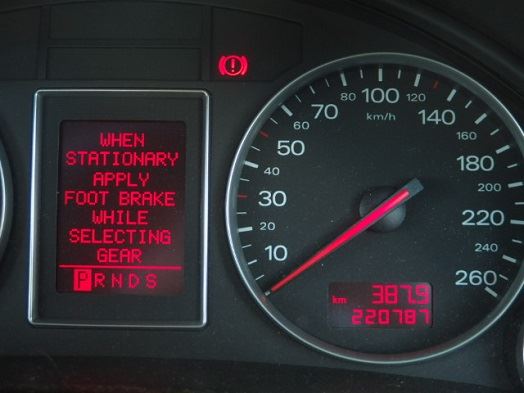 WHEN
STATIONARY
APPLY
FOOT BRAKE
WHILE
SELECTING
GEAR
PRNDS
10
20
30
40
50
60
70
80
100
120
140
160
180
200
220
240
260
km/h
km 387.9
220787